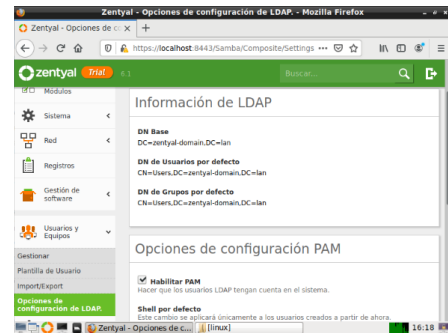 Zentyal - Opciones de configuración de LDAP. - Mozilla Firefox
Zentyal - Opciones de co
https://localhost:8443/Samba/Composite/Settings
zentyal Trial 6.1
Buscar...
Módulos
Sistema
Red
Registros
Gestión de
software
Usuarios y
Equipos
Gestionar
Plantilla de Usuario
Import/Export
Opciones de
configuración de LDAP.
Información de LDAP
DN Base
DC=zentyal-domain,DC=lan
DN de Usuarios por defecto
CN=Users,DC=zentyal-domain,DC=lan
DN de Grupos por defecto
CN=Users,DC=zentyal-domain,DC=lan
Opciones de configuración PAM
Habilitar PAM
Hacer que los usuarios LDAP tengan cuenta en el sistema.
Shell por defecto
Este cambio se aplicará únicamente a los usuarios creados a partir de ahora.
Zentyal - Opciones de c...
[linux]
16:18